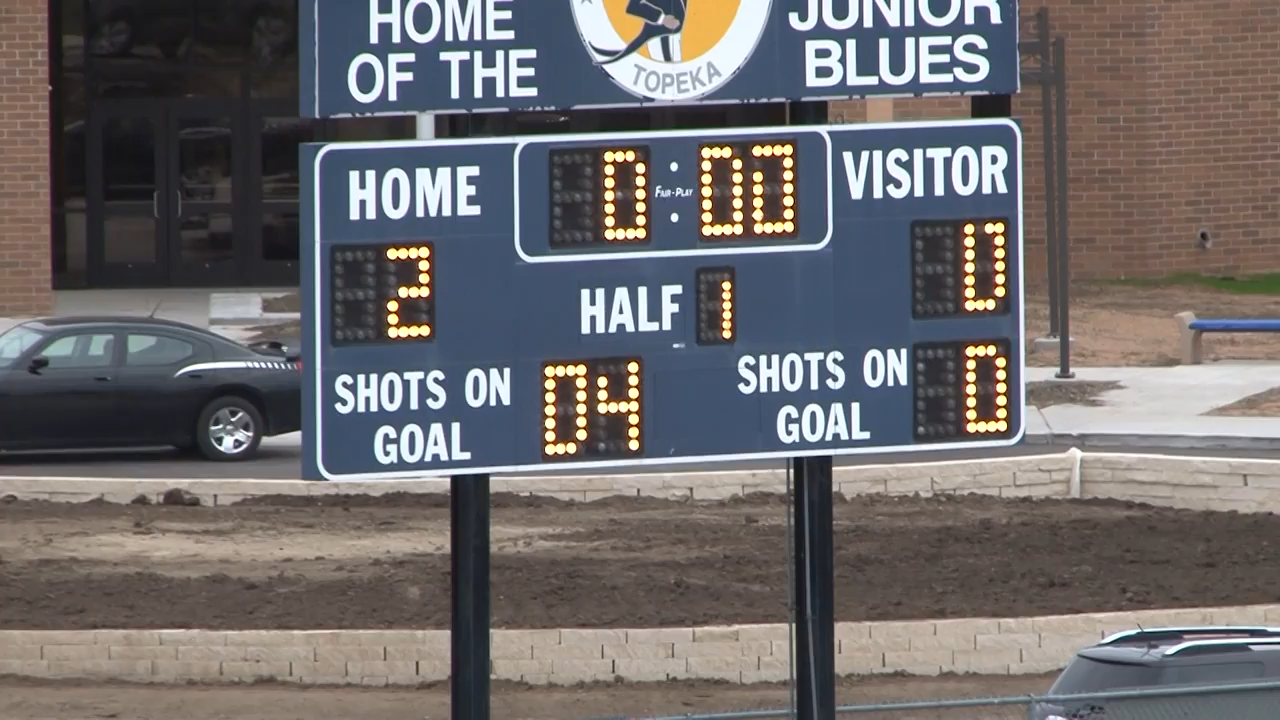 HOME
OF THE
TOPEKA
JUNIOR
BLUES
HOME
0:00
FAIR-PLAY
VISITOR
2
HALF 1
0
SHOTS ON
GOAL
04
SHOTS ON
GOAL
0